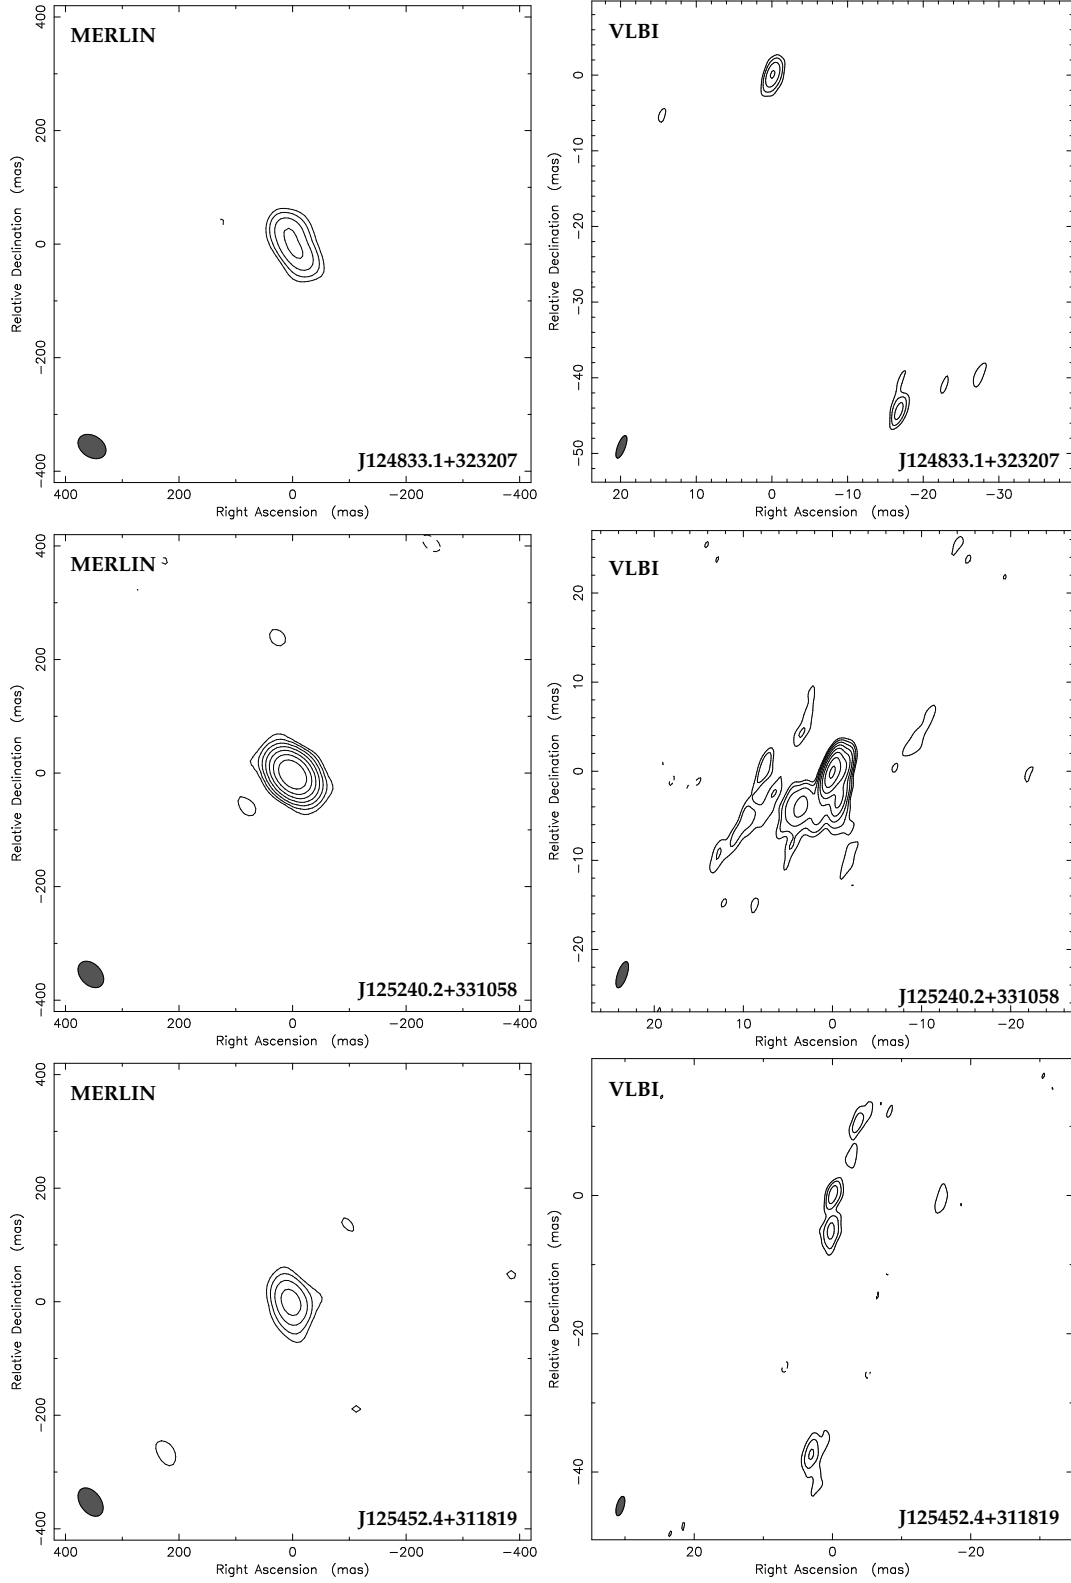 MERLIN
400
200
0
−200
−400
Relative Declination (mas)
400 200 0 −200 −400
Right Ascension (mas)
J124833.1+323207
VLBI
0
−10
−20
−30
−40
−50
Relative Declination (mas)
20 10 0 −10 −20 −30
Right Ascension (mas)
J124833.1+323207
MERLIN
400
200
0
−200
−400
Relative Declination (mas)
400 200 0 −200 −400
Right Ascension (mas)
J125240.2+331058
VLBI
20
10
0
−10
−20
Relative Declination (mas)
20 10 0 −10 −20
Right Ascension (mas)
J125240.2+331058
MERLIN
400
200
0
−200
−400
Relative Declination (mas)
400 200 0 −200 −400
Right Ascension (mas)
J125452.4+311819
VLBI
0
−20
−40
Relative Declination (mas)
20 0 −20
Right Ascension (mas)
J125452.4+311819